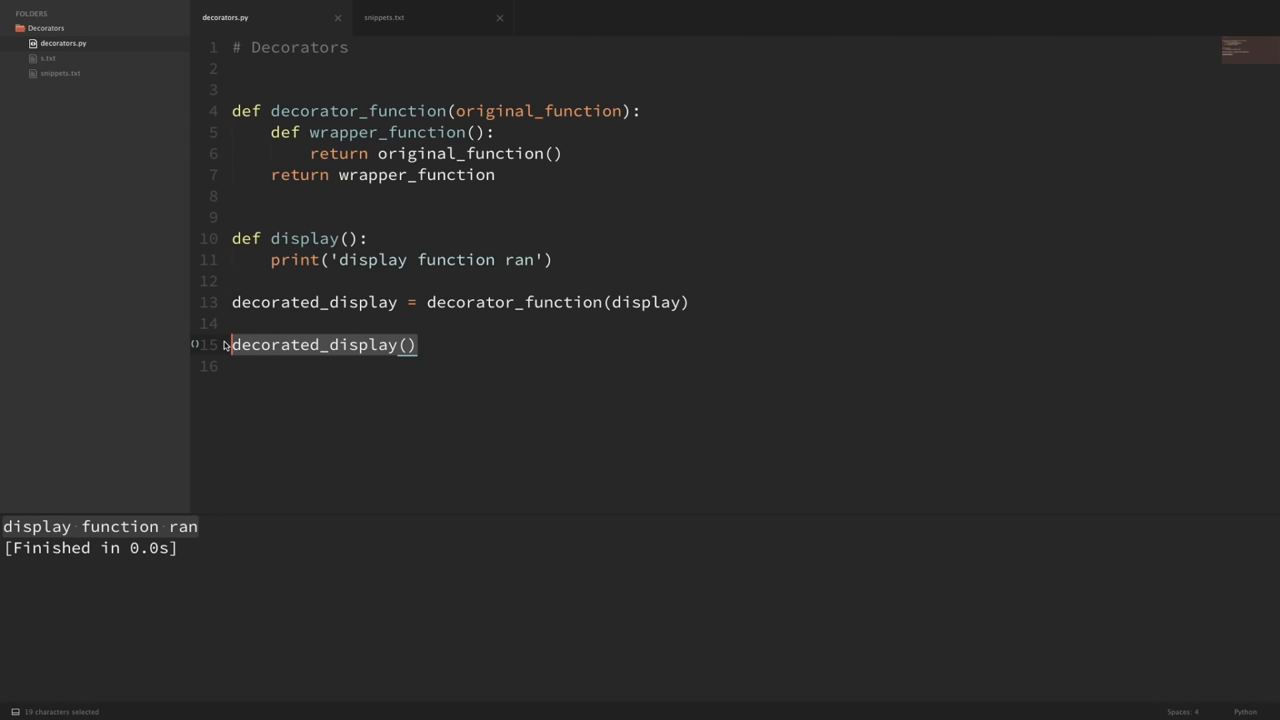 FOLDERS
Decorators
decorators.py
s.txt
snippets.txt
decorators.py
snippets.txt
1 # Decorators
2
3
4 def decorator_function(original_function):
5     def wrapper_function():
6         return original_function()
7     return wrapper_function
8
9
10 def display():
11     print('display function ran')
12
13 decorated_display = decorator_function(display)
14
15 decorated_display()
16
display function ran
[Finished in 0.0s]
19 characters selected
Spaces: 4
Python